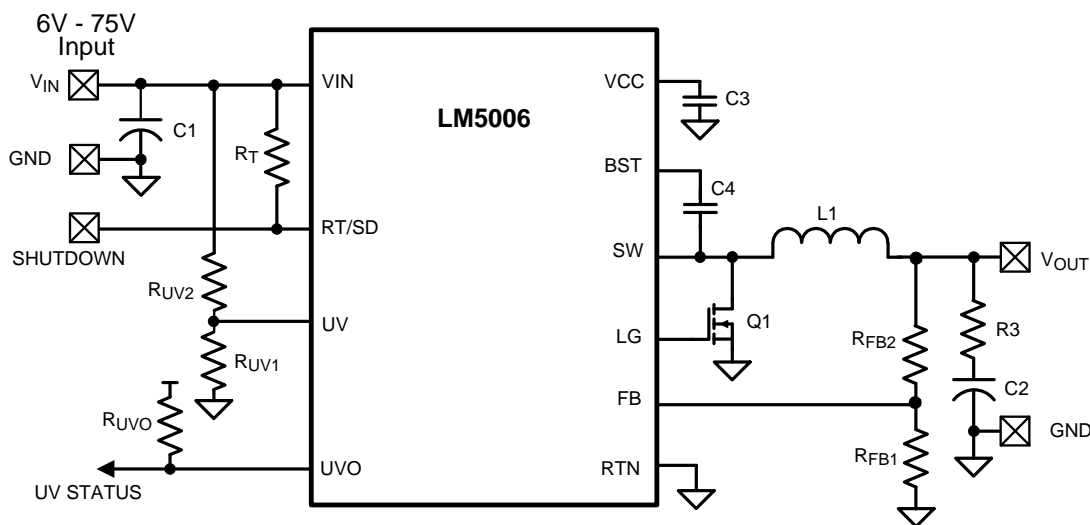 6V - 75V
Input
VIN
GND
SHUTDOWN
C1
RT
RUV2
RUV1
RUVO
UV STATUS
LM5006
VIN
RT/SD
UV
UVO
VCC
BST
SW
LG
FB
RTN
C3
C4
L1
Q1
RFB2
RFB1
R3
C2
VOUT
GND